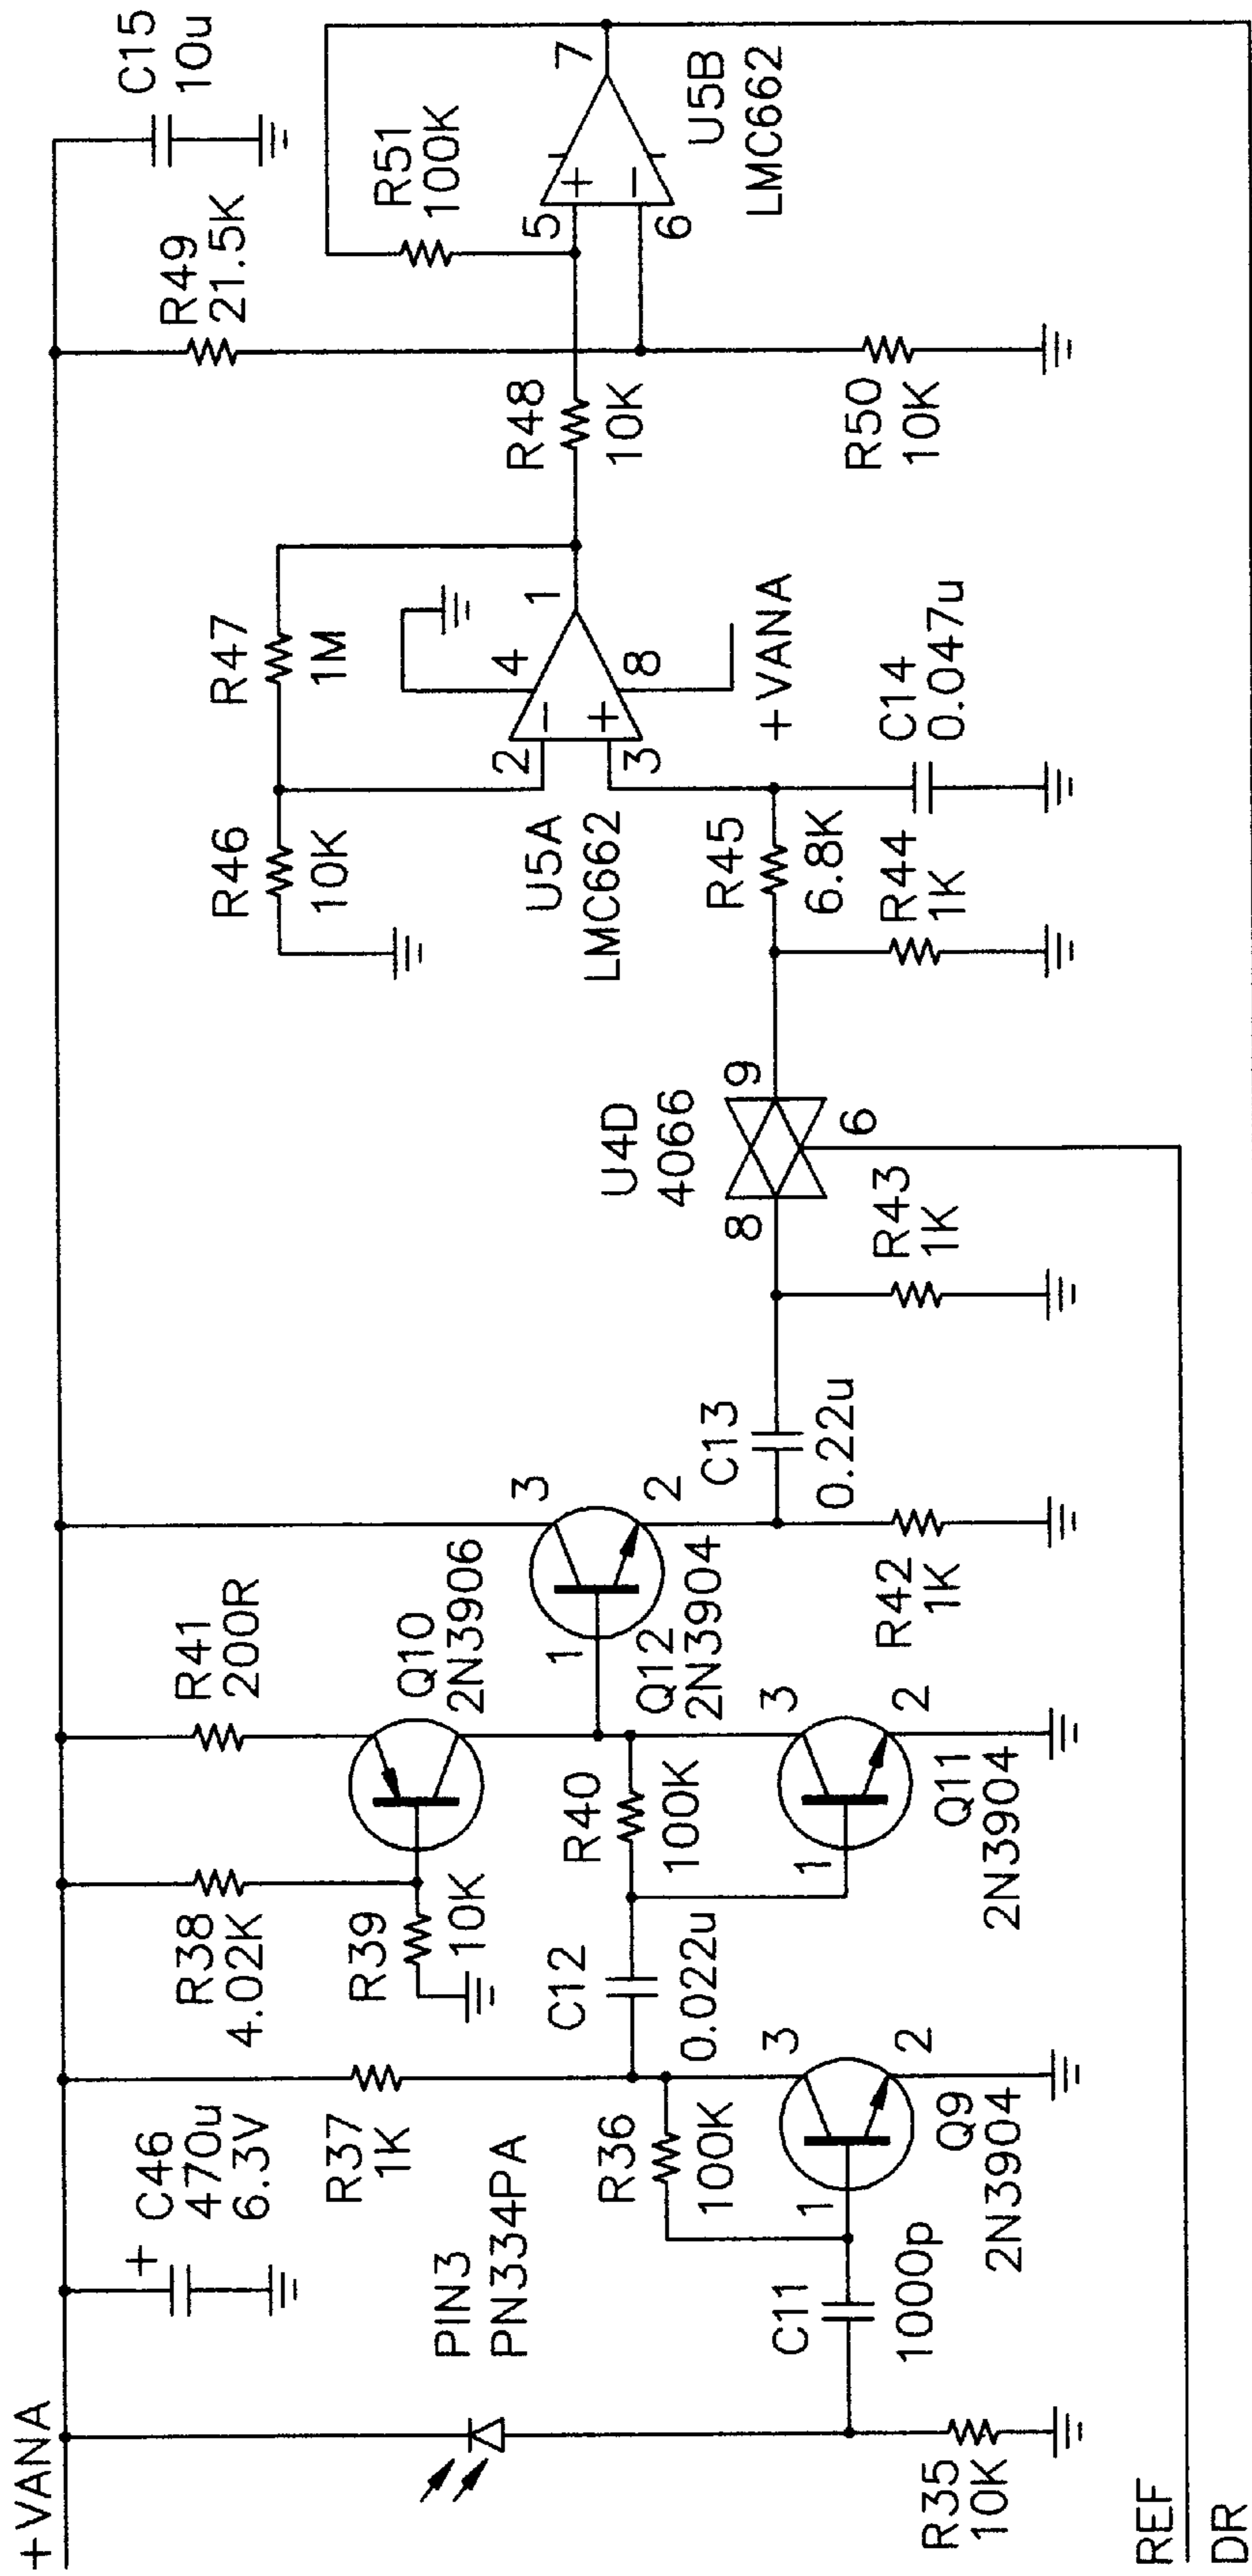 +VANA
C46
470u
6.3V
R38
4.02K
R41
200R
R49
21.5K
C15
10u
R37
1K
R39
10K
Q10
2N3906
R46
10K
R47
1M
R51
100K
PIN3
PN334PA
R36
100K
C12
0.022u
R40
100K
1
3
2
Q12
2N3904
U5A
LMC662
2
3
4
8
1
+VANA
R48
10K
5
6
7
U5B
LMC662
C11
1000p
1
3
2
Q9
2N3904
1
3
2
Q11
2N3904
C13
0.22u
R42
1K
U4D
4066
8
9
6
R43
1K
R45
6.8K
R44
1K
C14
0.047u
R50
10K
R35
10K
REF
DR